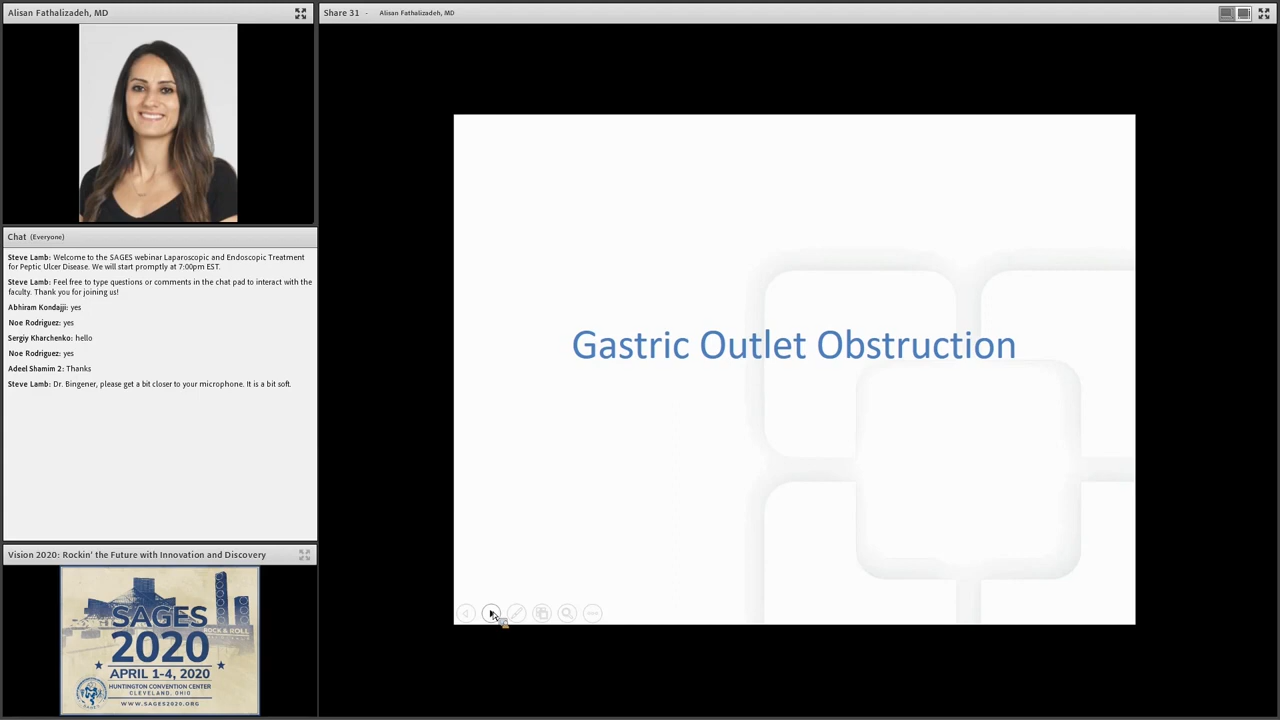 Alisan Fathalizadeh, MD
Share 31 - Alisan Fathalizadeh, MD
Chat (Everyone)
Steve Lamb: Welcome to the SAGES webinar Laparoscopic and Endoscopic Treatment
for Peptic Ulcer Disease. We will start promptly at 7:00pm EST.
Steve Lamb: Feel free to type questions or comments in the chat pad to interact with the
faculty. Thank you for joining us!
Abhiram Kondajji: yes
Noe Rodriguez: yes
Sergiy Kharchenko: hello
Noe Rodriguez: yes
Adeel Shamim 2: Thanks
Steve Lamb: Dr. Bingener, please get a bit closer to your microphone. It is a bit soft.
Gastric Outlet Obstruction
Vision 2020: Rockin' the Future with Innovation and Discovery
SAGES
ROCK & ROLL
2020
APRIL 1-4, 2020
HUNTINGTON CONVENTION CENTER
CLEVELAND, OHIO
WWW.SAGES2020.ORG